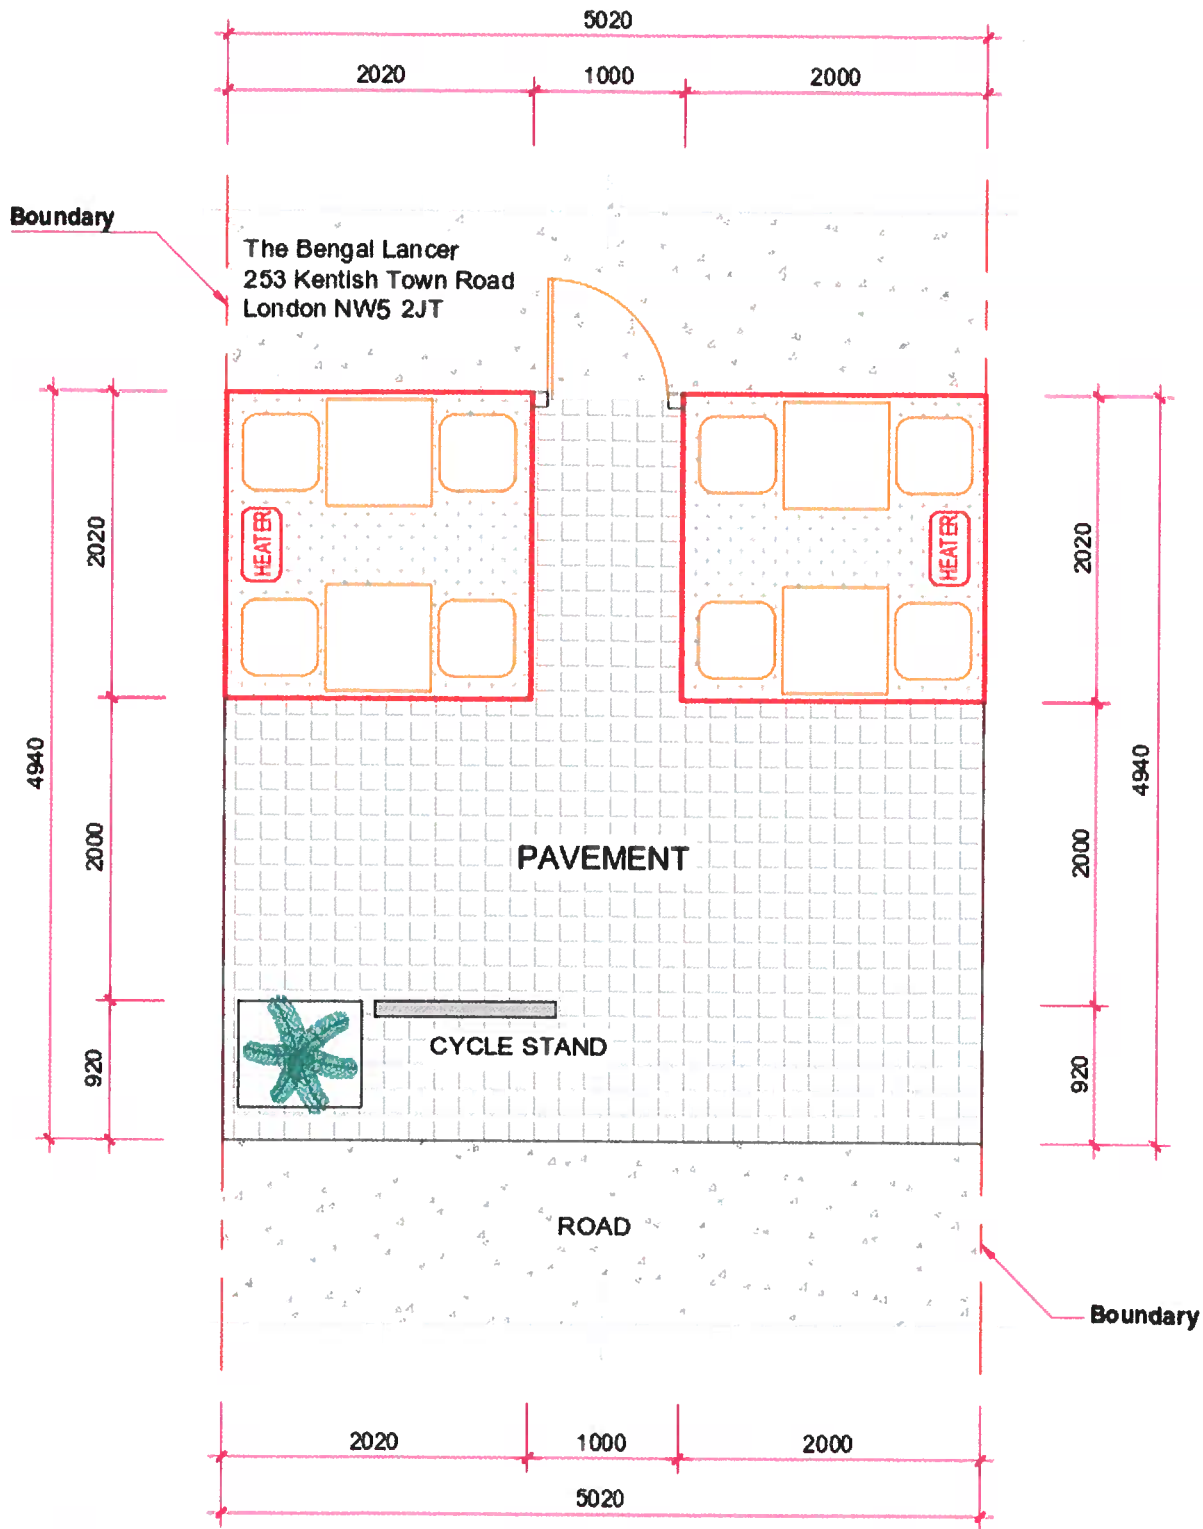 5020
2020 1000 2000
Boundary
The Bengal Lancer
253 Kentish Town Road
London NW5 2JT
2020
HEATER
HEATER
2020
4940
2000
PAVEMENT
4940
2000
920
CYCLE STAND
920
ROAD
Boundary
2020 1000 2000
5020